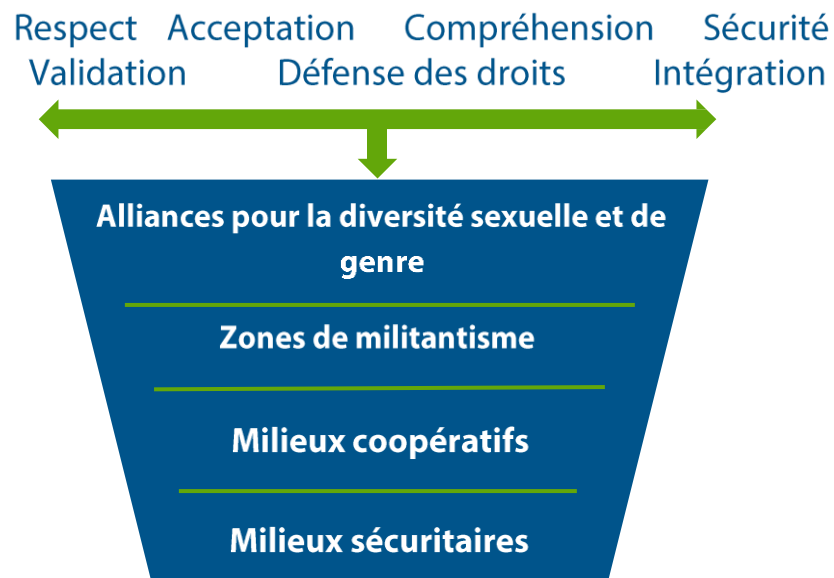 Respect Acceptation Compréhension Sécurité
Validation Défense des droits Intégration
Alliances pour la diversité sexuelle et de
genre
Zones de militantisme
Milieux coopératifs
Milieux sécuritaires